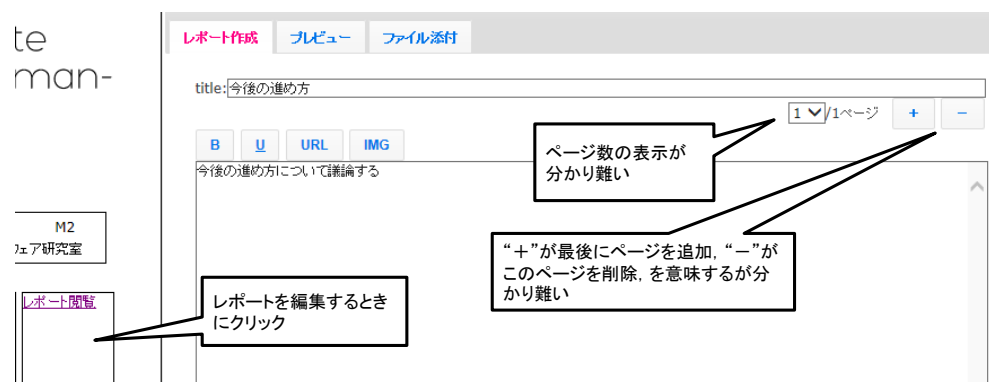 te
man-
M2
ウェア研究室
レポート閲覧
レポート作成 プレビュー ファイル添付
title:今後の進め方
1 /1ページ + －
B U URL IMG
今後の進め方について議論する
ページ数の表示が
分かり難い
“＋”が最後にページを追加, “－”が
このページを削除, を意味するが分
かり難い
レポートを編集するとき
にクリック